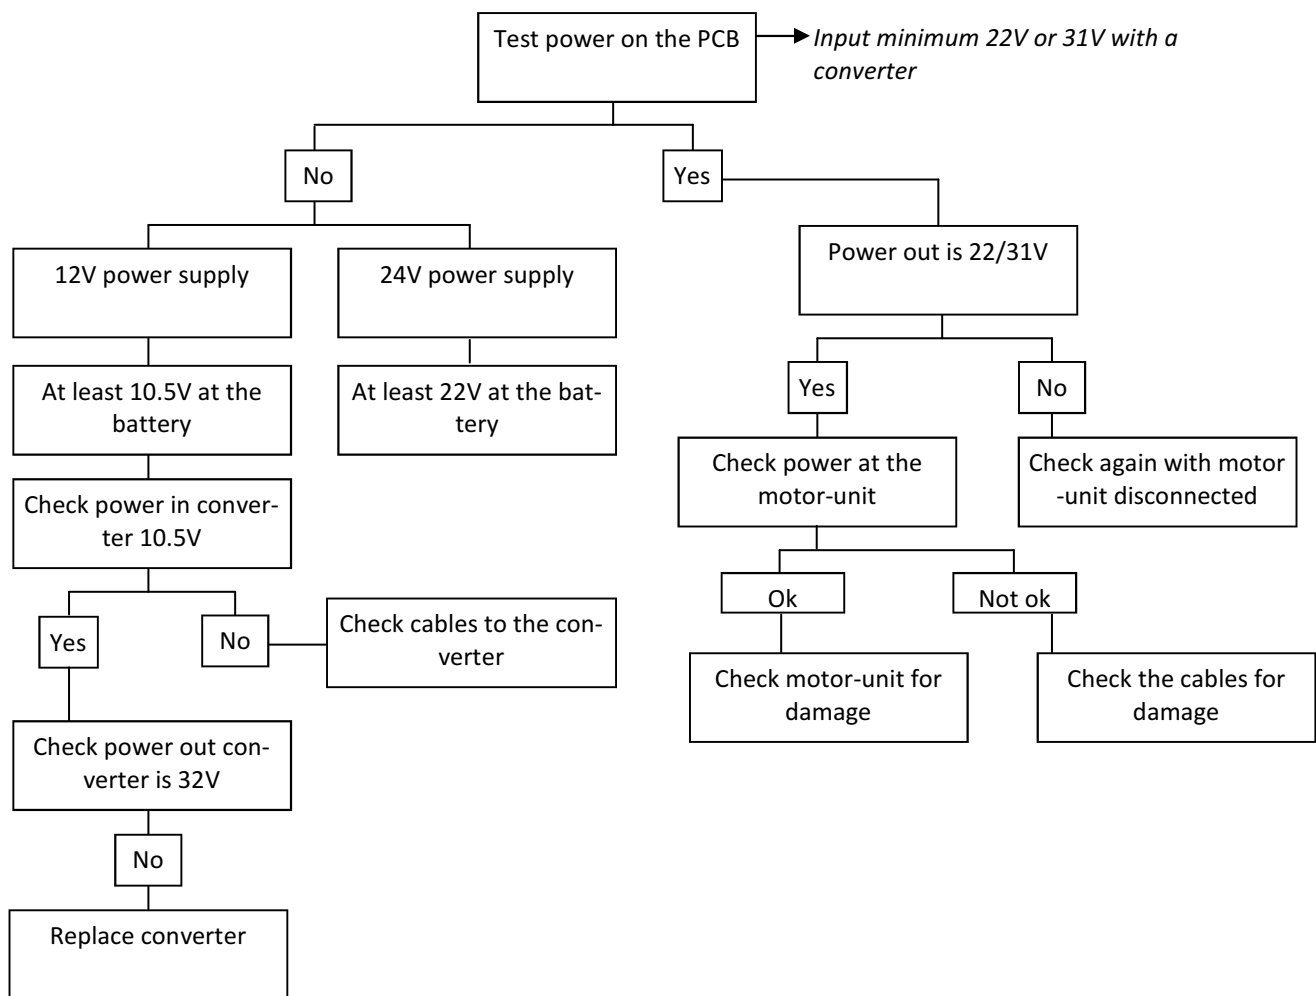 Test power on the PCB
Input minimum 22V or 31V with a
converter
No
Yes
12V power supply
24V power supply
Power out is 22/31V
At least 10.5V at the
battery
At least 22V at the bat-
tery
Yes
No
Check power at the
motor-unit
Check again with motor
-unit disconnected
Check power in conver-
ter 10.5V
Ok
Not ok
Yes
No
Check cables to the con-
verter
Check motor-unit for
damage
Check the cables for
damage
Check power out con-
verter is 32V
No
Replace converter